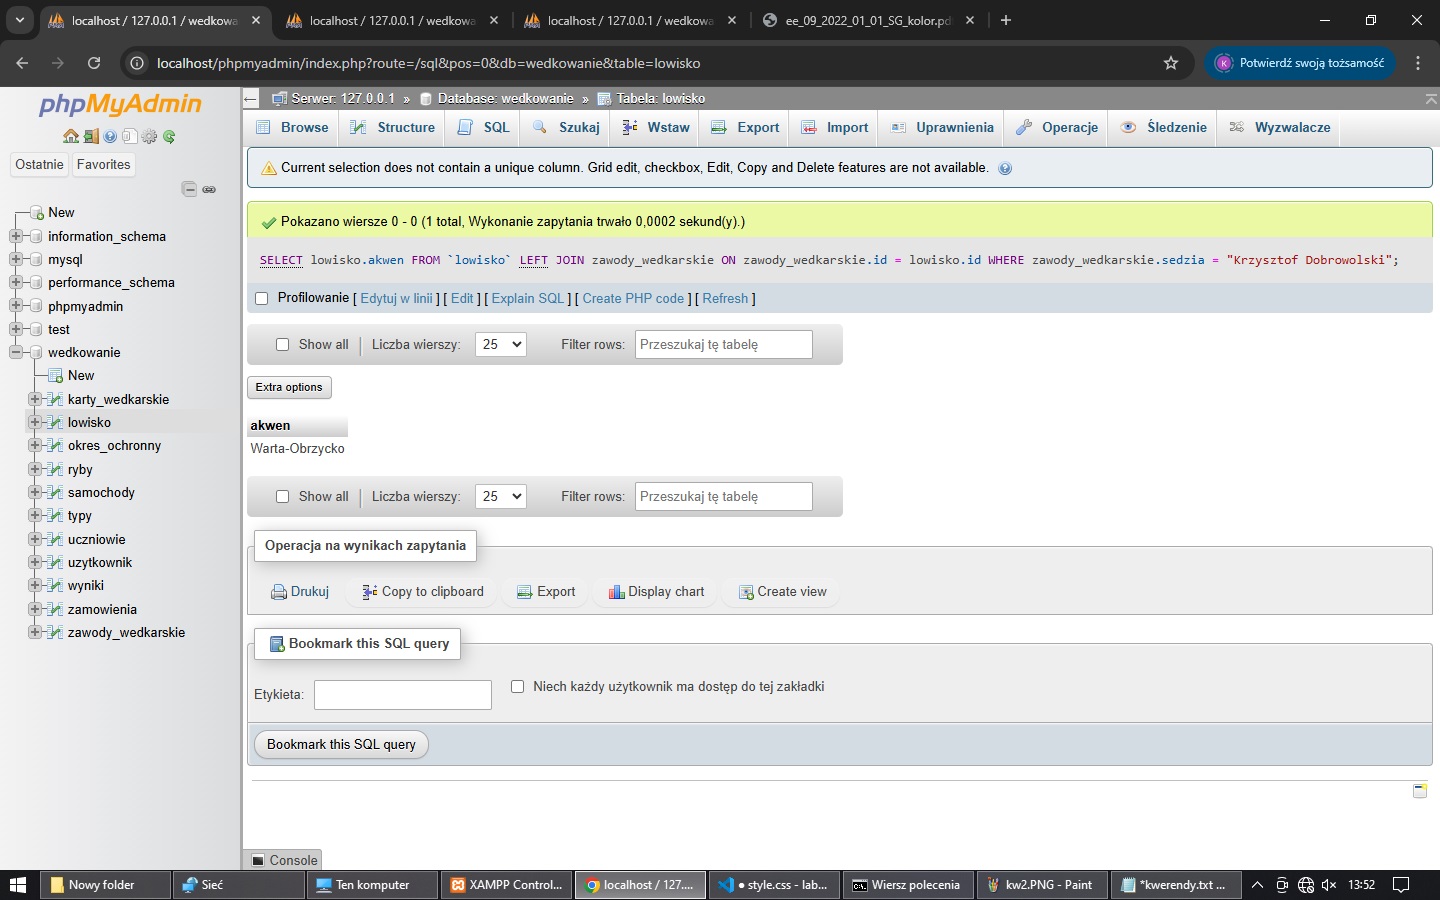 localhost / 127.0.0.1 / wedkowa
localhost / 127.0.0.1 / wedkowa
localhost / 127.0.0.1 / wedkowa
ee_09_2022_01_01_SG_kolor.pd
localhost/phpmyadmin/index.php?route=/sql&pos=0&db=wedkowanie&table=lowisko
K Potwierdź swoją tożsamość
phpMyAdmin
Ostatnie Favorites
New
information_schema
mysql
performance_schema
phpmyadmin
test
wedkowanie
New
karty_wedkarskie
lowisko
okres_ochronny
ryby
samochody
typy
uczniowie
uzytkownik
wyniki
zamowienia
zawody_wedkarskie
Serwer: 127.0.0.1 » Database: wedkowanie » Tabela: lowisko
Browse Structure SQL Szukaj Wstaw Export Import Uprawnienia Operacje Śledzenie Wyzwalacze
Current selection does not contain a unique column. Grid edit, checkbox, Edit, Copy and Delete features are not available.
Pokazano wiersze 0 - 0 (1 total, Wykonanie zapytania trwało 0,0002 sekund(y).)
SELECT lowisko.akwen FROM `lowisko` LEFT JOIN zawody_wedkarskie ON zawody_wedkarskie.id = lowisko.id WHERE zawody_wedkarskie.sedzia = "Krzysztof Dobrowolski";
Profilowanie [ Edytuj w linii ] [ Edit ] [ Explain SQL ] [ Create PHP code ] [ Refresh ]
Show all | Liczba wierszy: 25 Filter rows: Przeszukaj tę tabelę
Extra options
akwen
Warta-Obrzycko
Show all | Liczba wierszy: 25 Filter rows: Przeszukaj tę tabelę
Operacja na wynikach zapytania
Drukuj Copy to clipboard Export Display chart Create view
Bookmark this SQL query
Etykieta: Niech każdy użytkownik ma dostęp do tej zakładki
Bookmark this SQL query
Console
Nowy folder Sieć Ten komputer XAMPP Control... localhost / 127.... • style.css - lab... Wiersz polecenia kw2.PNG - Paint *kwerendy.txt ... 13:52